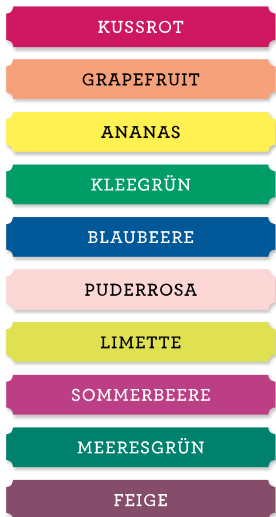 KUSSROT
GRAPEFRUIT
ANANAS
KLEEGRÜN
BLAUBEERE
PUDERROSA
LIMETTE
SOMMERBEERE
MEERESGRÜN
FEIGE